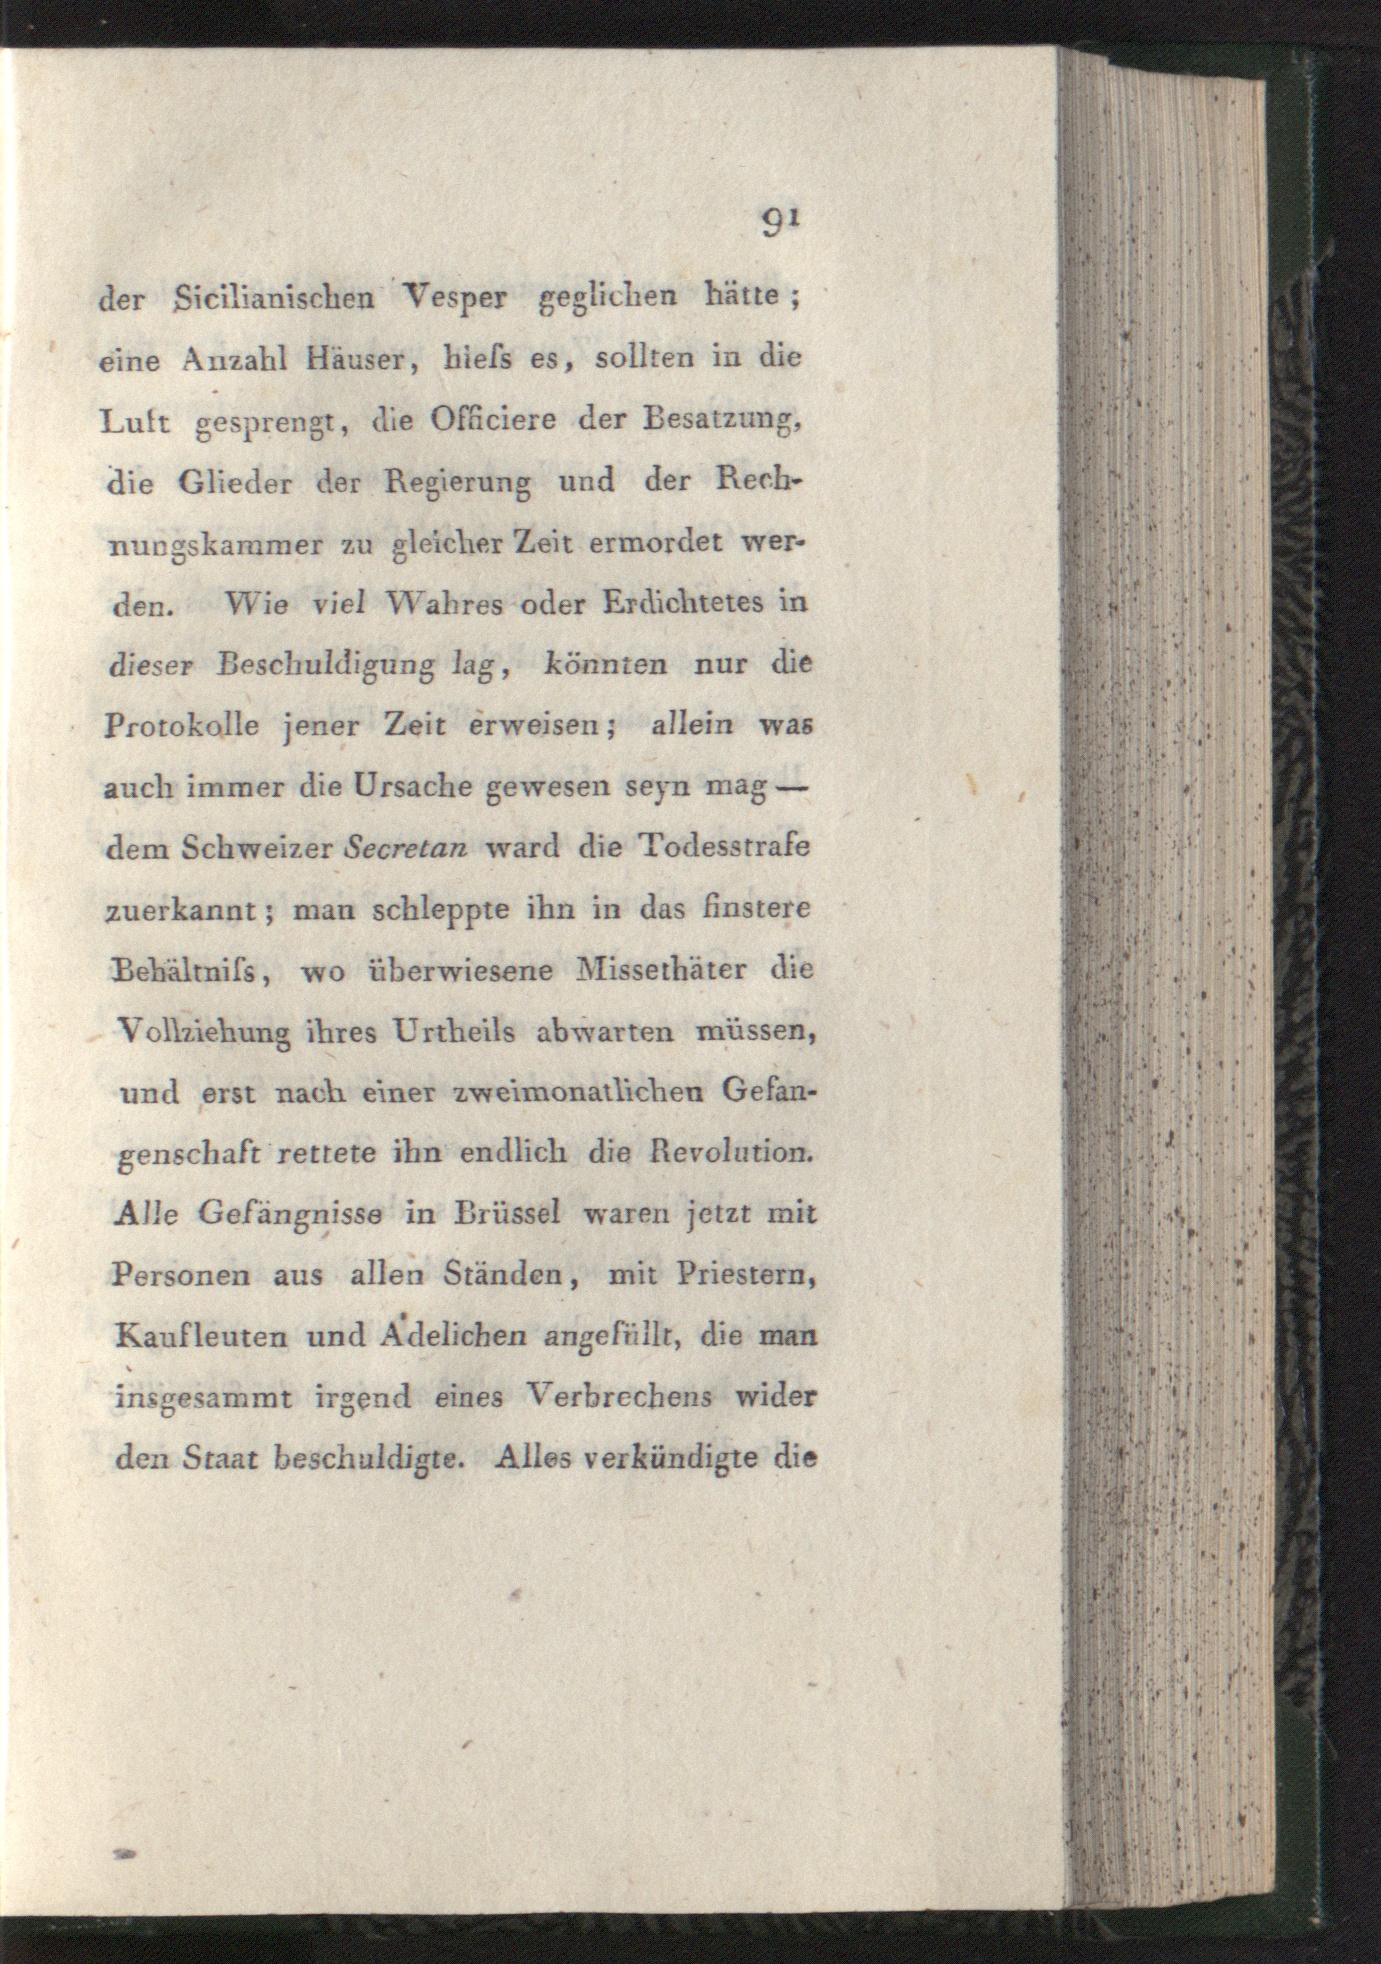 91
der Sicilianischen Vesper geglichen hätte ;
eine Anzahl Häuser, hieſs es, sollten in die
Luft gesprengt, die Officiere der Besatzung,
die Glieder der Regierung und der Rech-
nungskammer zu gleicher Zeit ermordet wer-
den. Wie viel Wahres oder Erdichtetes in
dieser Beschuldigung lag, könnten nur die
Protokolle jener Zeit erweisen; allein was
auch immer die Ursache gewesen seyn mag —
dem Schweizer Secretan ward die Todesstrafe
zuerkannt; man schleppte ihn in das finstere
Behältniſs, wo überwiesene Missethäter die
Vollziehung ihres Urtheils abwarten müssen,
und erst nach einer zweimonatlichen Gefan-
genschaft rettete ihn endlich die Revolution.
Alle Gefängnisse in Brüssel waren jetzt mit
Personen aus allen Ständen, mit Priestern,
Kaufleuten und Adelichen angefüllt, die man
insgesammt irgend eines Verbrechens wider
den Staat beschuldigte. Alles verkündigte die